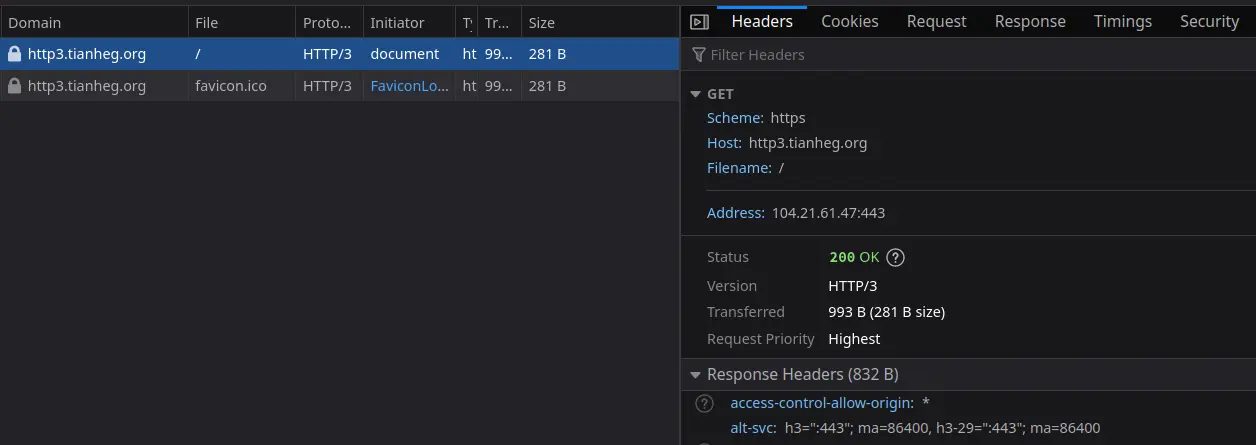 Domain File Proto... Initiator Ty Tr... Size
http3.tianheg.org / HTTP/3 document ht 99... 281 B
http3.tianheg.org favicon.ico HTTP/3 FaviconLo... ht 99... 281 B
Headers Cookies Request Response Timings Security
Filter Headers
GET
Scheme: https
Host: http3.tianheg.org
Filename: /
Address: 104.21.61.47:443
Status 200 OK ?
Version HTTP/3
Transferred 993 B (281 B size)
Request Priority Highest
Response Headers (832 B)
? access-control-allow-origin: *
alt-svc: h3=":443"; ma=86400, h3-29=":443"; ma=86400